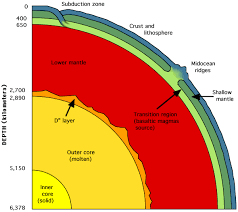 Subduction zone
0
400
650
Crust and
lithosphere
Midocean
ridges
Lower mantle
Shallow
mantle
Transition region
(basaltic magmas
source)
DEPTH (kilometers)
2,700
2,890
D" layer
Outer core
(molten)
Inner
core
(solid)
5,150
6,378